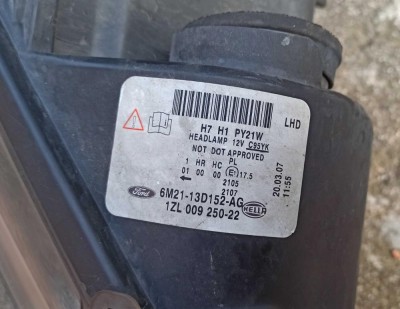 LHD
H7 H1 PY21W
HEADLAMP 12V C95YK
NOT DOT APPROVED
1 HR HC PL
01 00 00 E1 17.5
2105
2107
20.03.07
11:55
Ford 6M21-13D152-AG
1ZL 009 250-22 HELLA